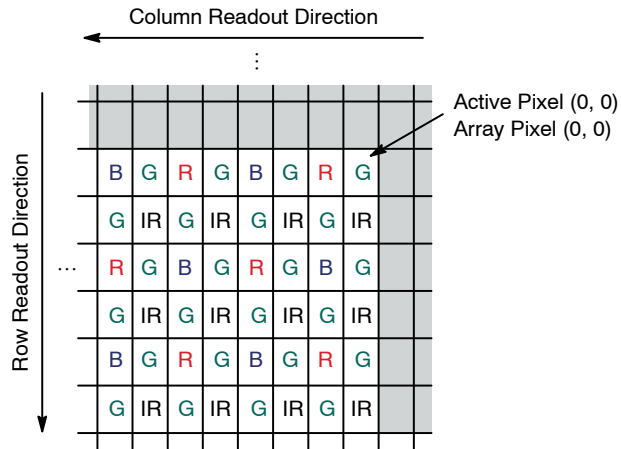 Column Readout Direction
...
Active Pixel (0, 0)
Array Pixel (0, 0)
Row Readout Direction
B G R G B G R G
G IR G IR G IR G IR
... R G B G R G B G
G IR G IR G IR G IR
B G R G B G R G
G IR G IR G IR G IR